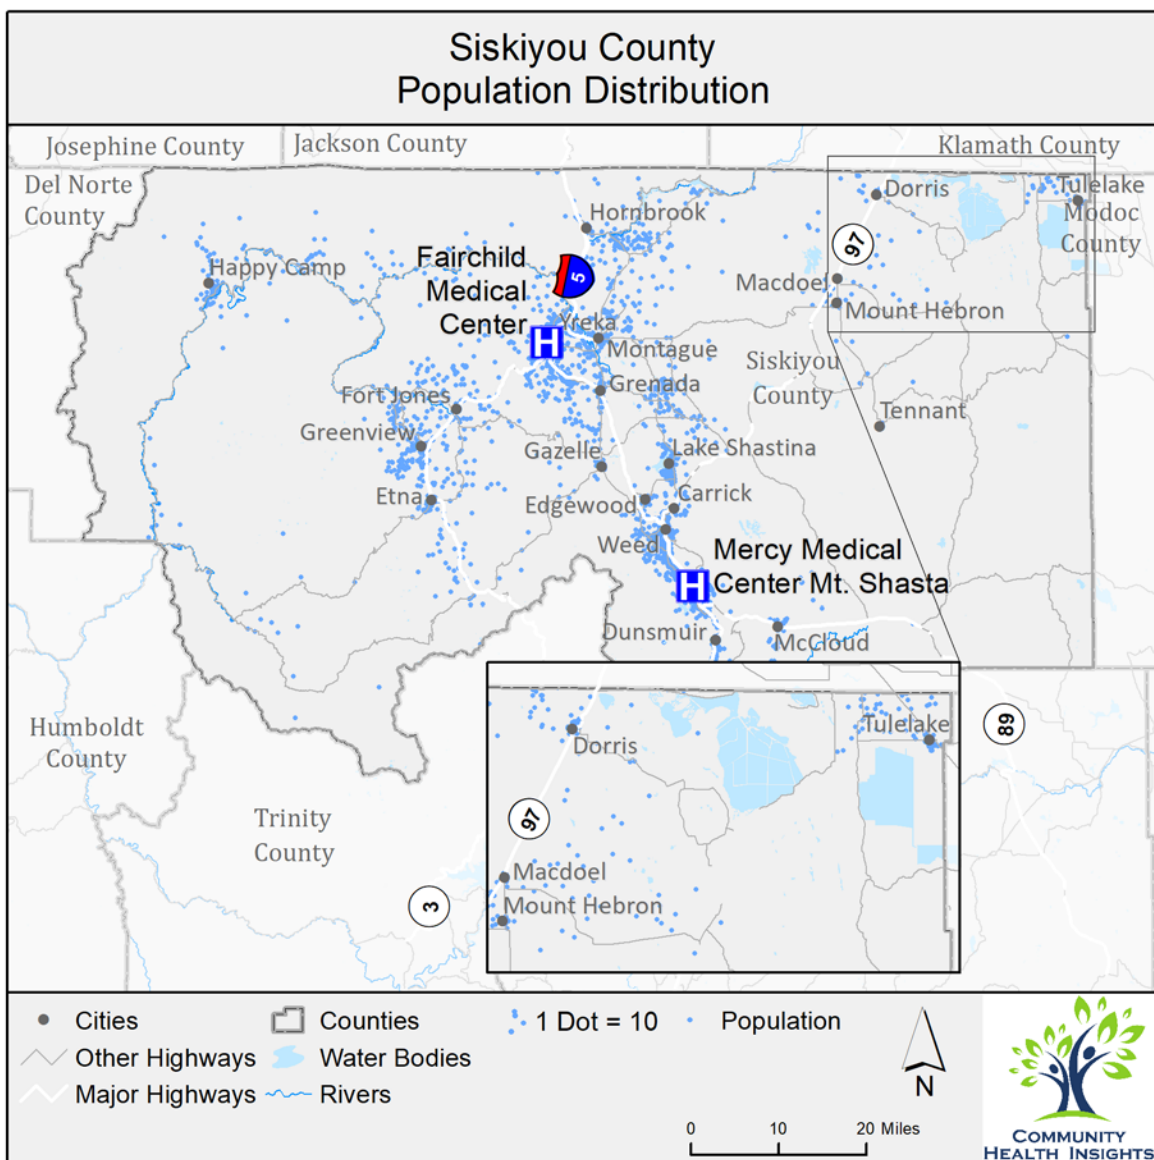 Siskiyou County
Population Distribution
Josephine County
Jackson County
Klamath County
Del Norte
County
Dorris
Tulelake
Modoc
County
Hornbrook
97
Fairchild
Medical
Center
5
Happy Camp
Macdoel
Mount Hebron
Yreka
H
Montague
Siskiyou
County
Grenada
Fort Jones
Tennant
Greenview
Gazelle
Lake Shastina
Etna
Edgewood
Carrick
Weed
Mercy Medical
Center Mt. Shasta
H
Dunsmuir
McCloud
Humboldt
County
Trinity
County
3
89
Tulelake
Dorris
97
Macdoel
Mount Hebron
Cities
Counties
1 Dot = 10
Population
Other Highways
Water Bodies
Major Highways
Rivers
N
0 10 20 Miles
COMMUNITY
HEALTH INSIGHTS